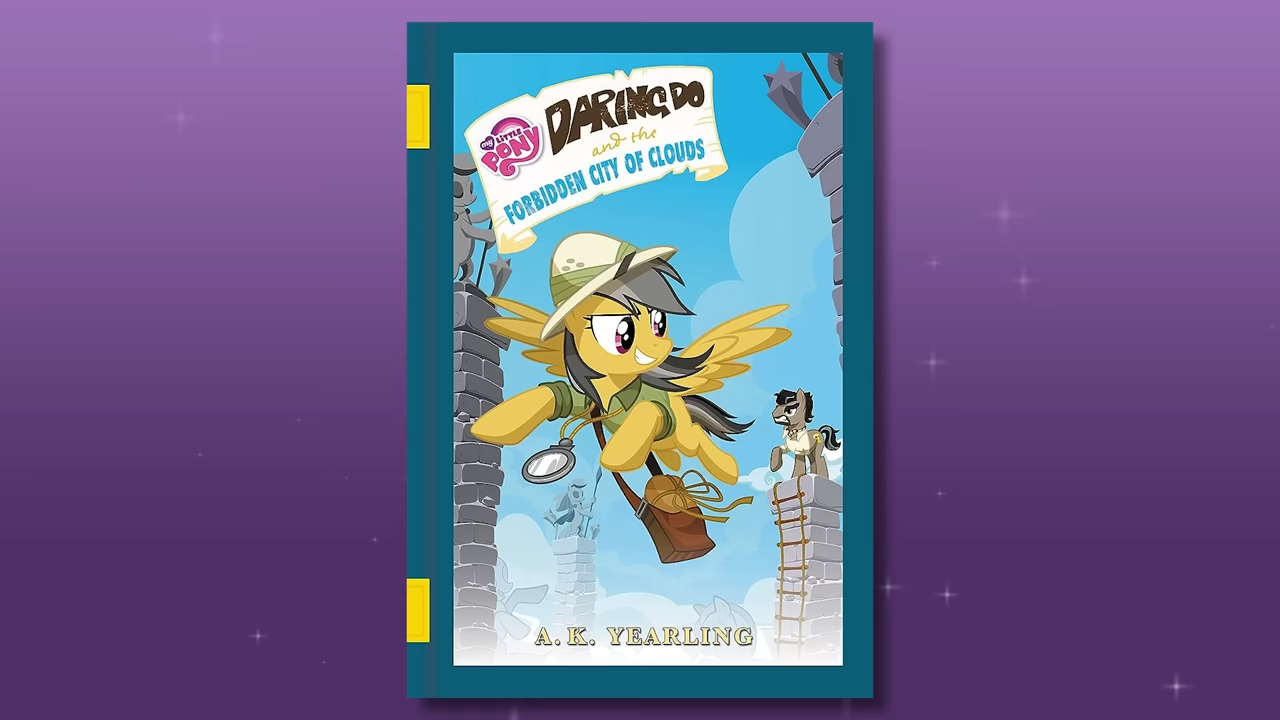 MY LITTLE
PONY
DARING DO
and the
FORBIDDEN CITY OF CLOUDS
A. K. YEARLING